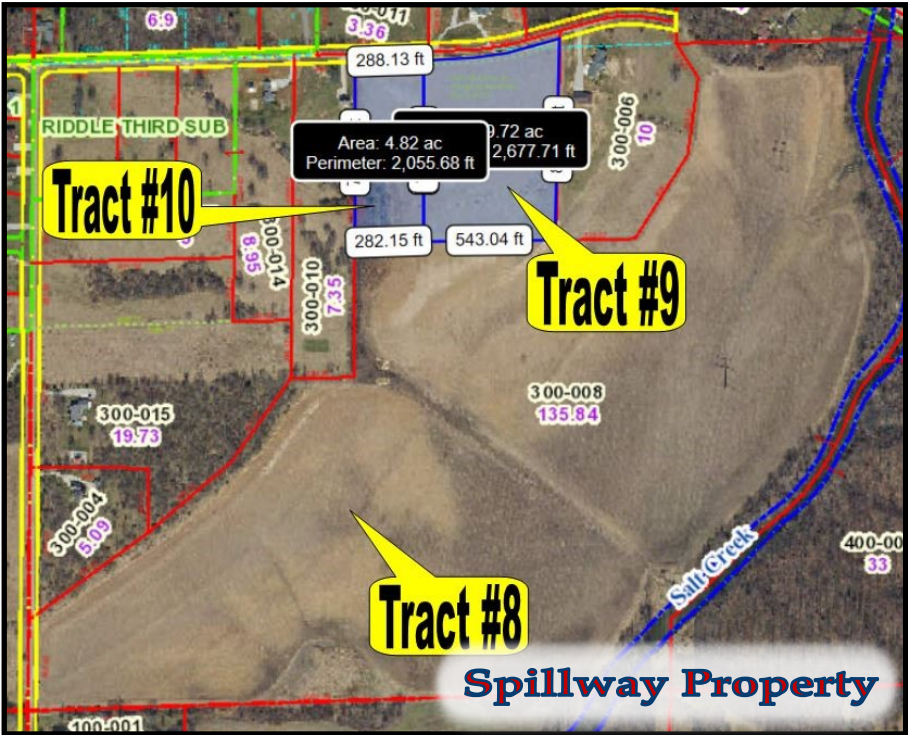 6.9
3.36
288.13 ft
1
RIDDLE THIRD SUB
Area: 4.82 ac
Perimeter: 2,055.68 ft
9.72 ac
2,677.71 ft
300-006
10
Tract #10
300-014
8.95
300-010
7.35
282.15 ft
543.04 ft
Tract #9
300-008
135.84
300-015
19.73
300-004
5.09
Salt Creek
400-00
33
Tract #8
Spillway Property
100-001